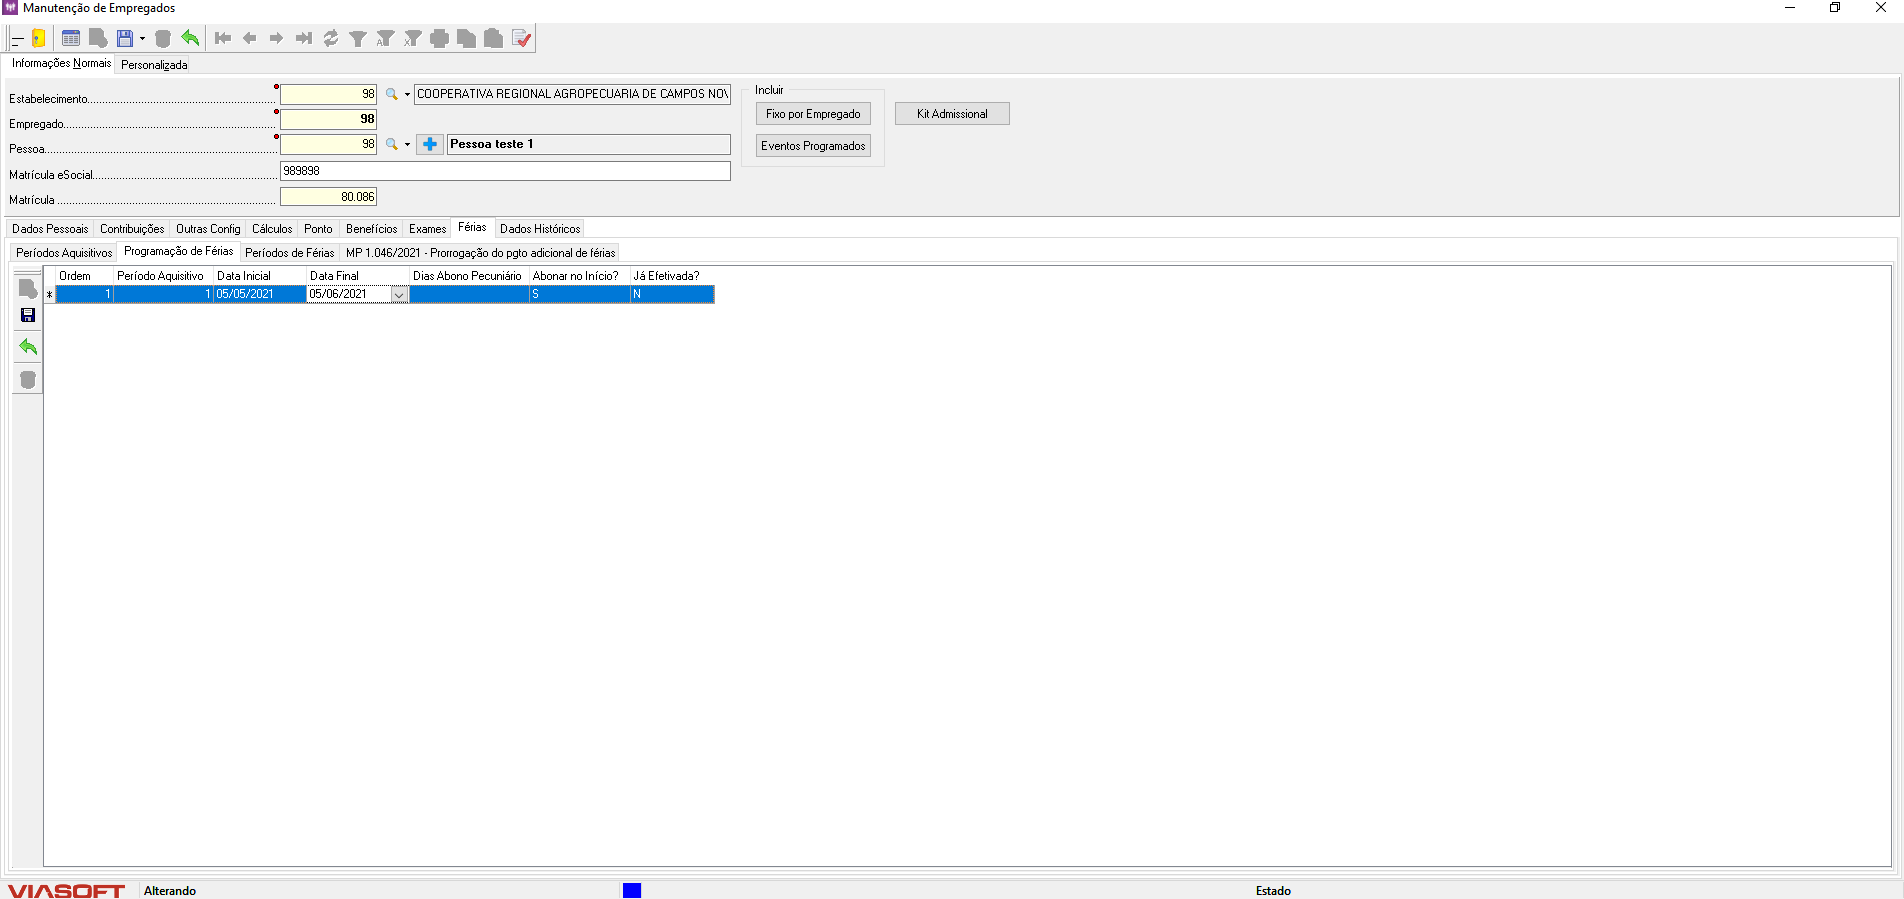 Manutenção de Empregados
Informações Normais Personalizada
Estabelecimento 98 COOPERATIVA REGIONAL AGROPECUARIA DE CAMPOS NOV
Empregado 98
Pessoa 98 Pessoa teste 1
Matrícula eSocial 989898
Matrícula 80.086
Incluir
Fixo por Empregado
Eventos Programados
Kit Admissional
Dados Pessoais Contribuições Outras Config Cálculos Ponto Benefícios Exames Férias Dados Históricos
Períodos Aquisitivos Programação de Férias Períodos de Férias MP 1.046/2021 - Prorrogação do pgto adicional de férias
Ordem Período Aquisitivo Data Inicial Data Final Dias Abono Pecuniário Abonar no Início? Já Efetivada?
* 1 1 05/05/2021 05/06/2021 S N
VIASOFT Alterando Estado